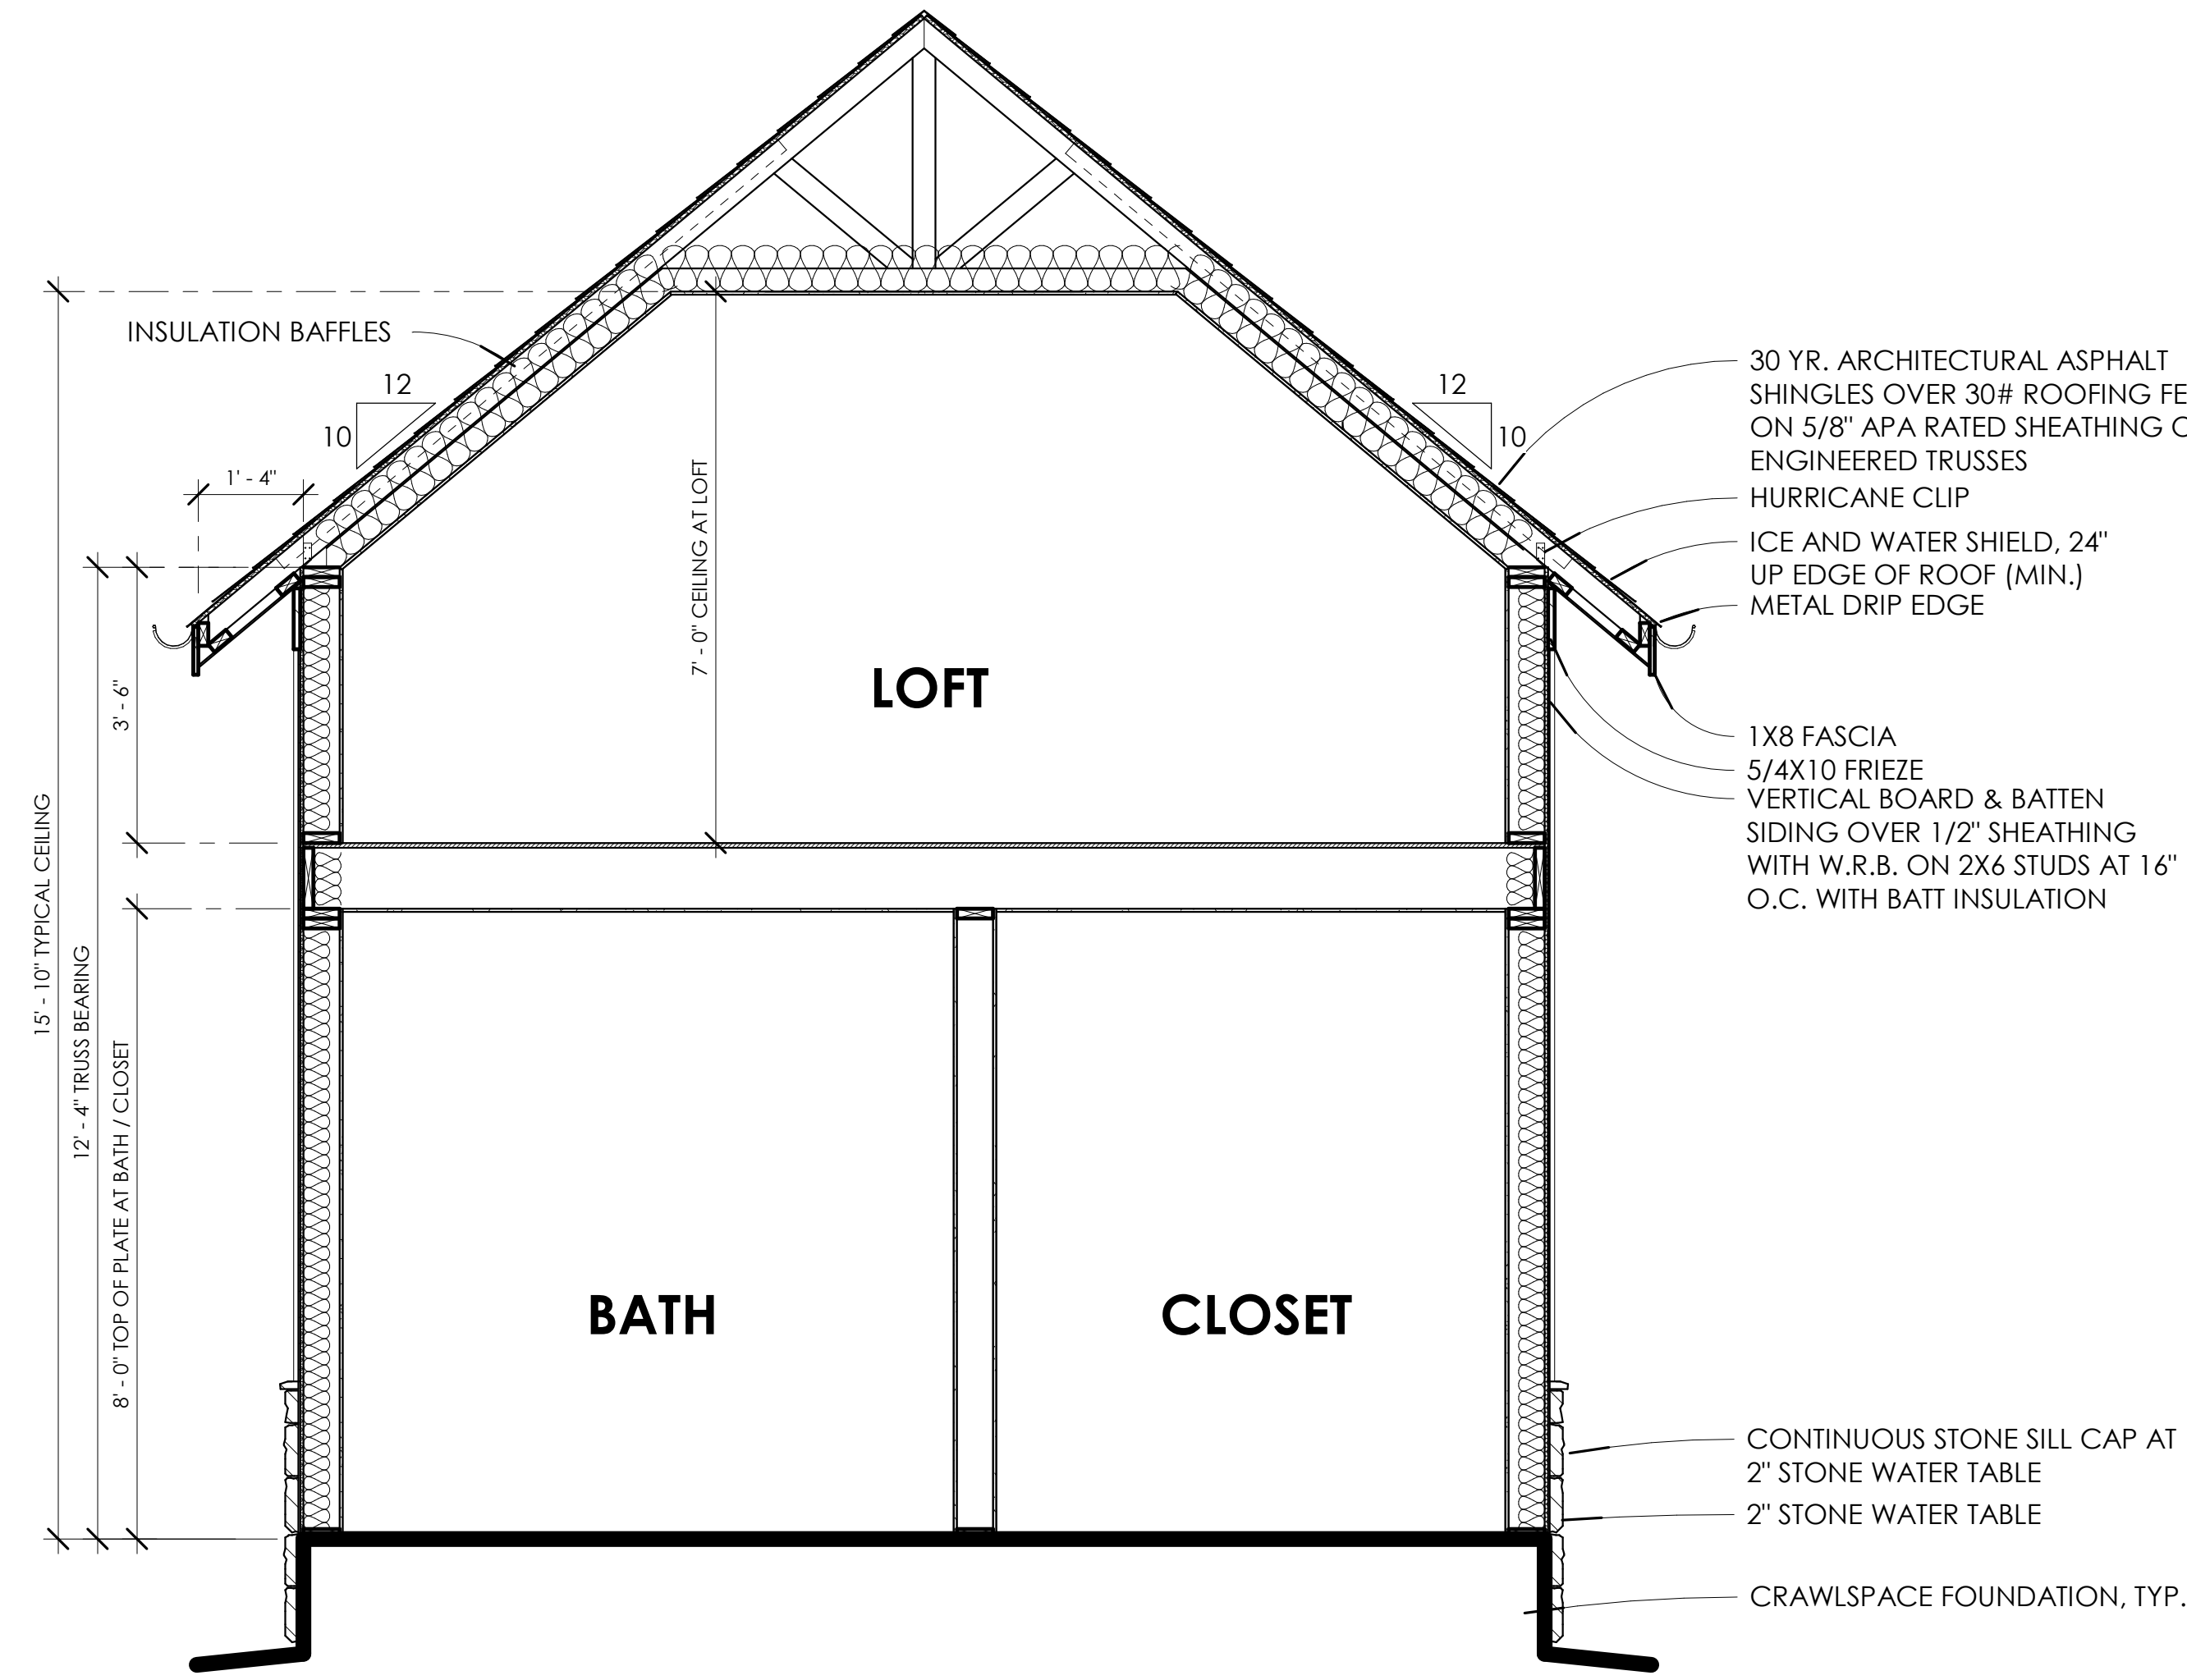 INSULATION BAFFLES
12
10
1' - 4"
12
10
30 YR. ARCHITECTURAL ASPHALT
SHINGLES OVER 30# ROOFING
ON 5/8" APA RATED SHEATHING
ENGINEERED TRUSSES
HURRICANE CLIP
ICE AND WATER SHIELD, 24"
UP EDGE OF ROOF (MIN.)
METAL DRIP EDGE
7' - 0" CEILING AT LOFT
LOFT
3' - 6"
1X8 FASCIA
5/4X10 FRIEZE
VERTICAL BOARD & BATTEN
SIDING OVER 1/2" SHEATHING
WITH W.R.B. ON 2X6 STUDS AT 16"
O.C. WITH BATT INSULATION
15' - 10" TYPICAL CEILING
12' - 4" TRUSS BEARING
8' - 0" TOP OF PLATE AT BATH / CLOSET
BATH
CLOSET
CONTINUOUS STONE SILL CAP AT
2" STONE WATER TABLE
2" STONE WATER TABLE
CRAWLSPACE FOUNDATION, TYP.